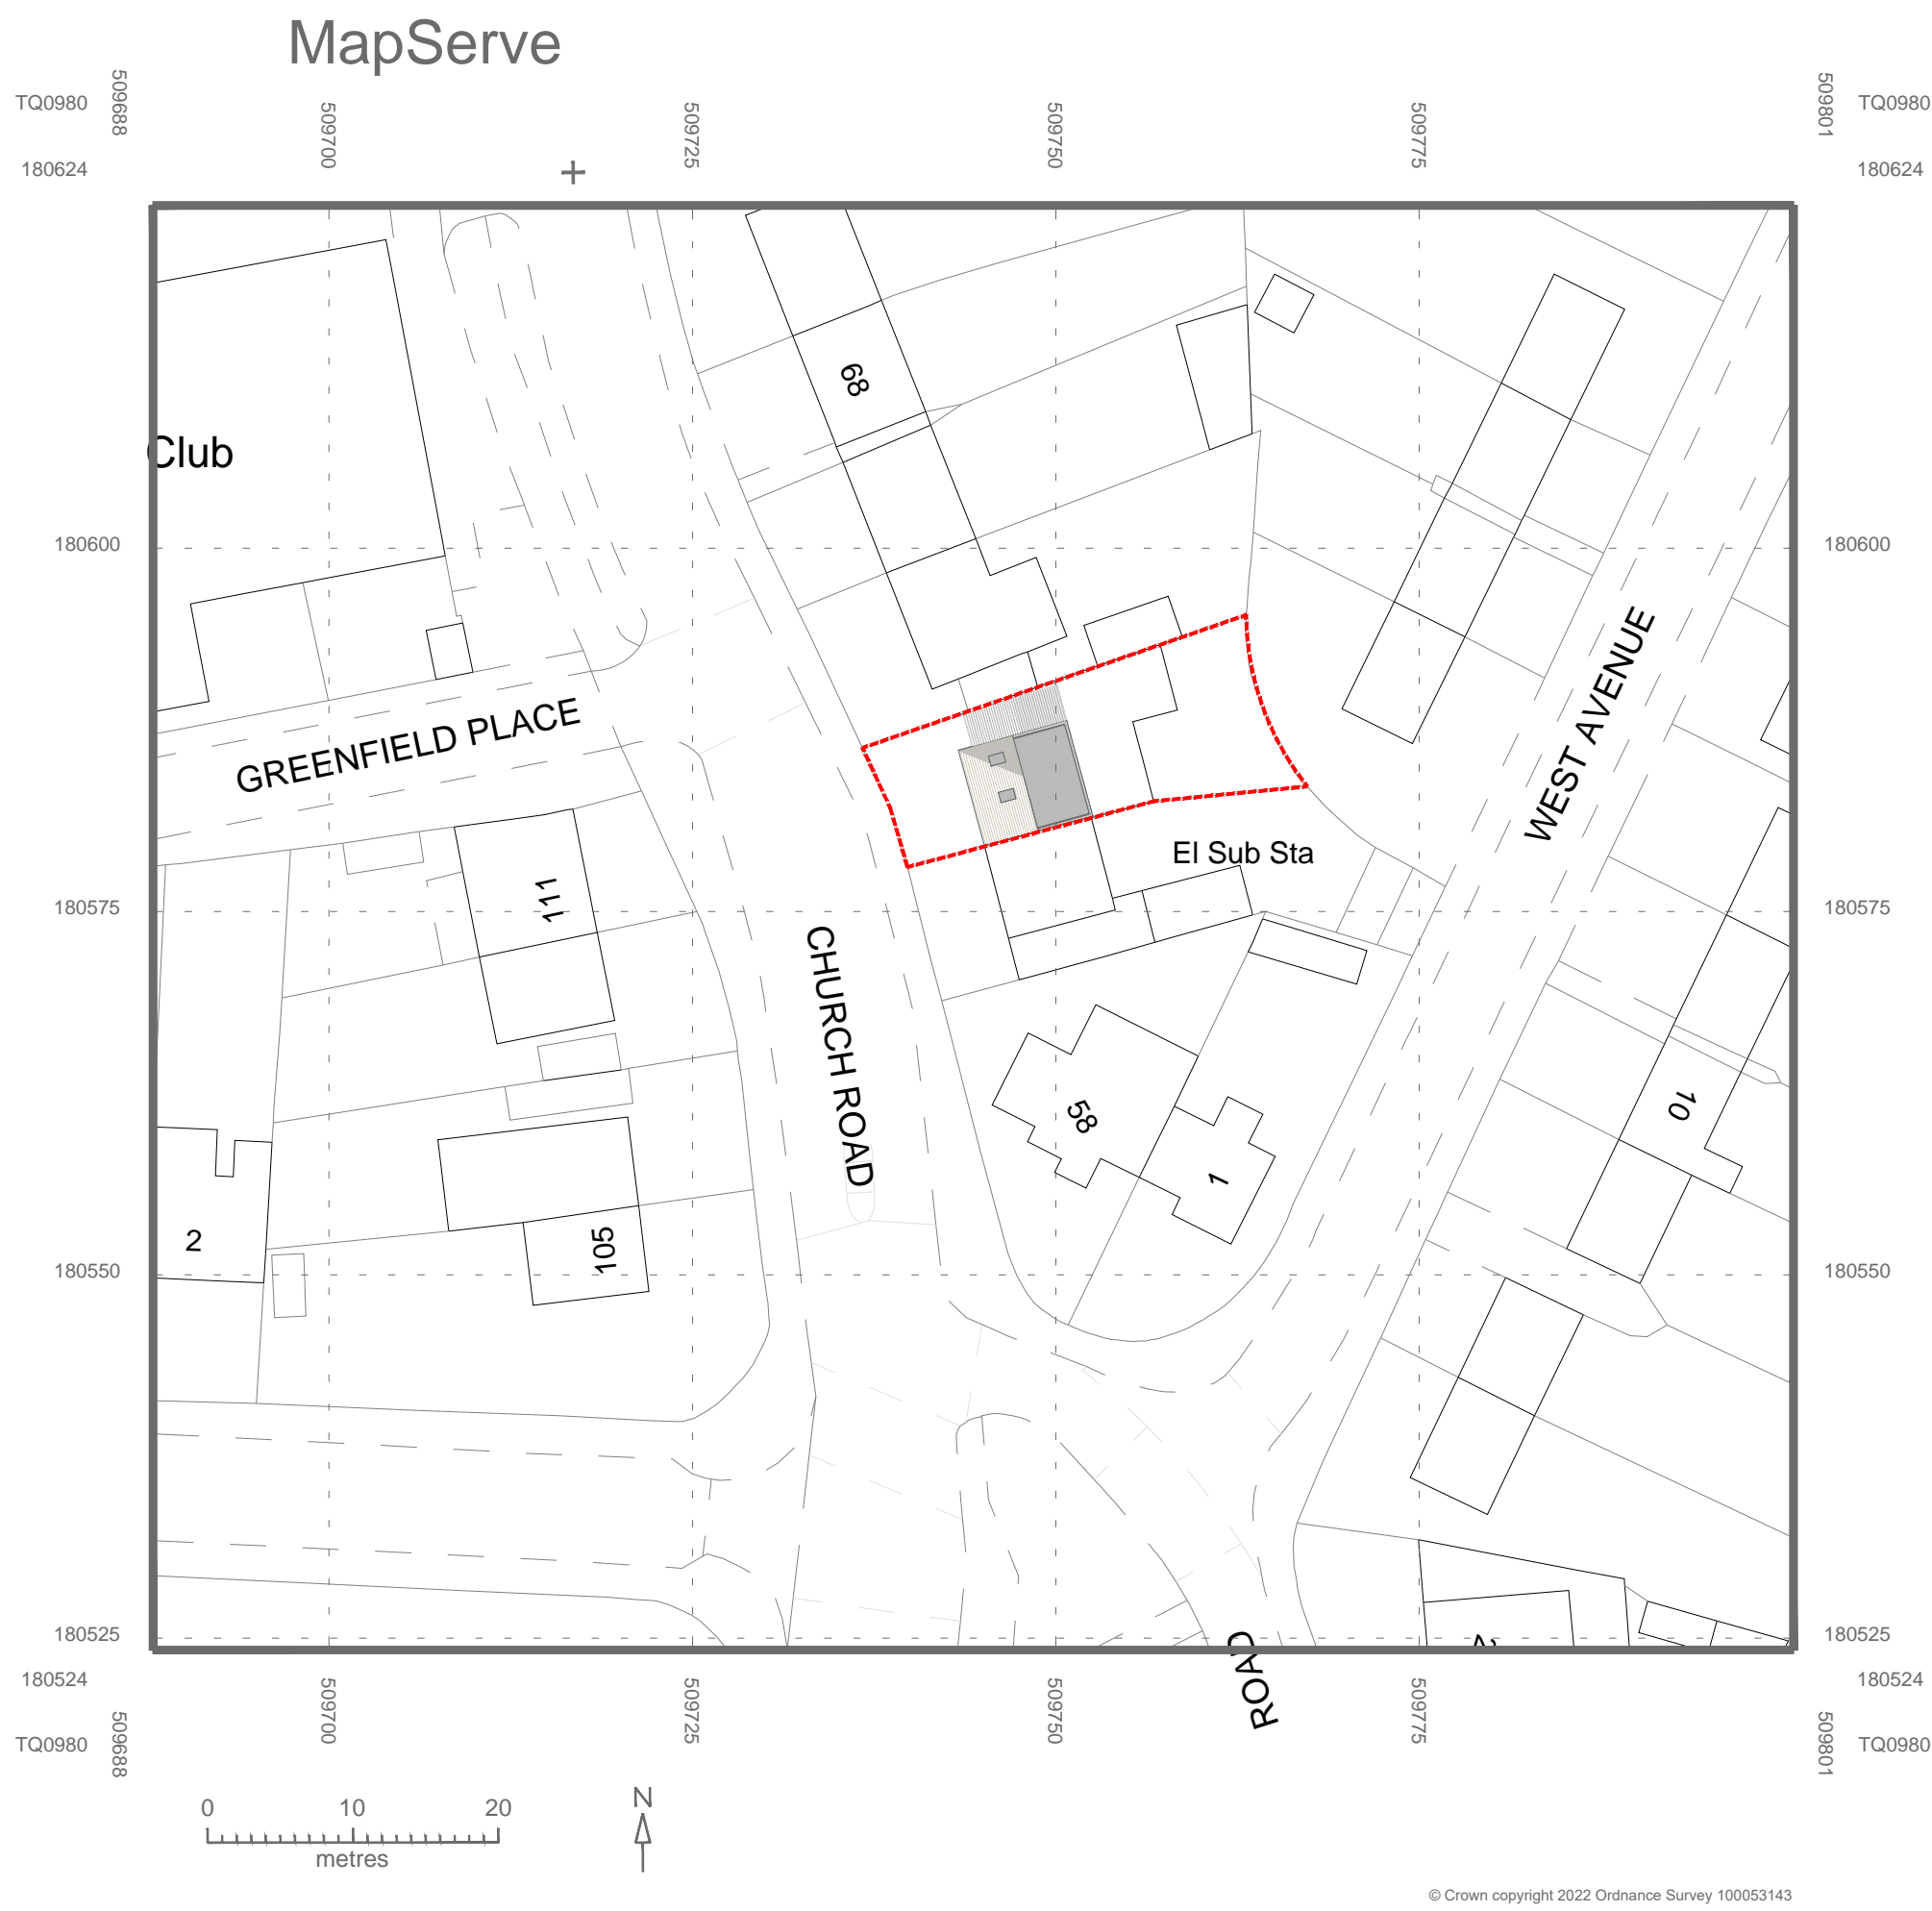 MapServe
TQ0980
509688
509700
509725
509750
509775
509801
TQ0980
180624
180624
68
Club
180600
180600
WEST AVENUE
GREENFIELD PLACE
El Sub Sta
111
180575
180575
CHURCH ROAD
58
10
1
2
105
180550
180550
180525
180525
2
ROAD
180524
180524
509700
509725
509750
509775
TQ0980
509688
509801
TQ0980
0 10 20
metres
N
© Crown copyright 2022 Ordnance Survey 100053143